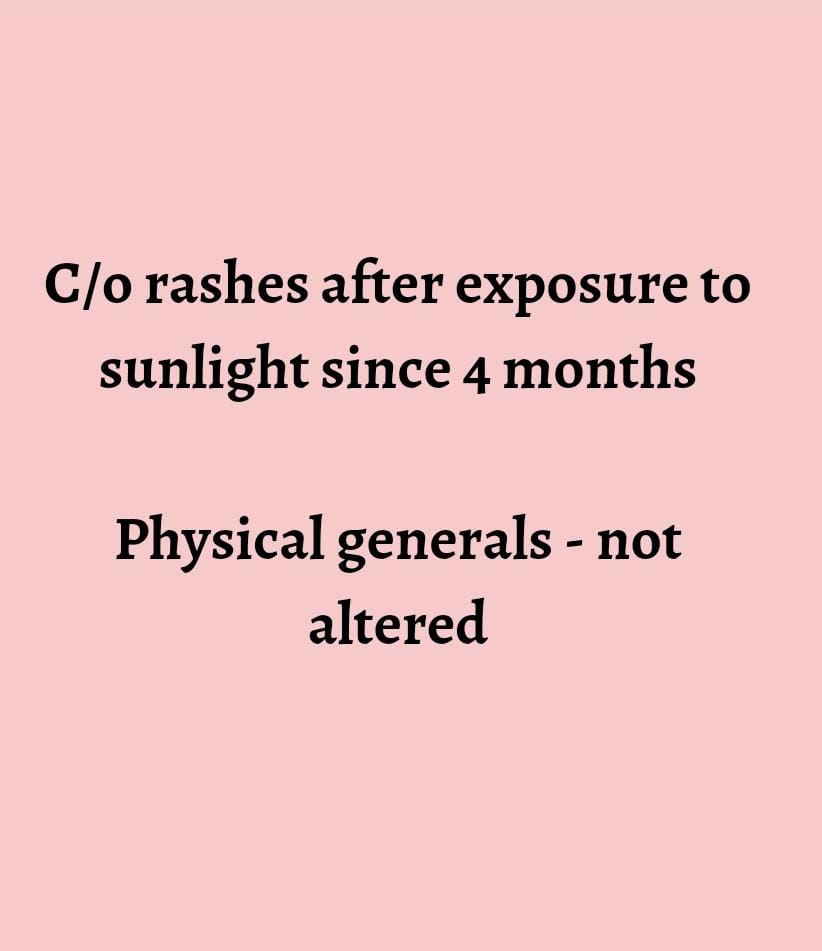 C/o rashes after exposure to
sunlight since 4 months
Physical generals - not
altered